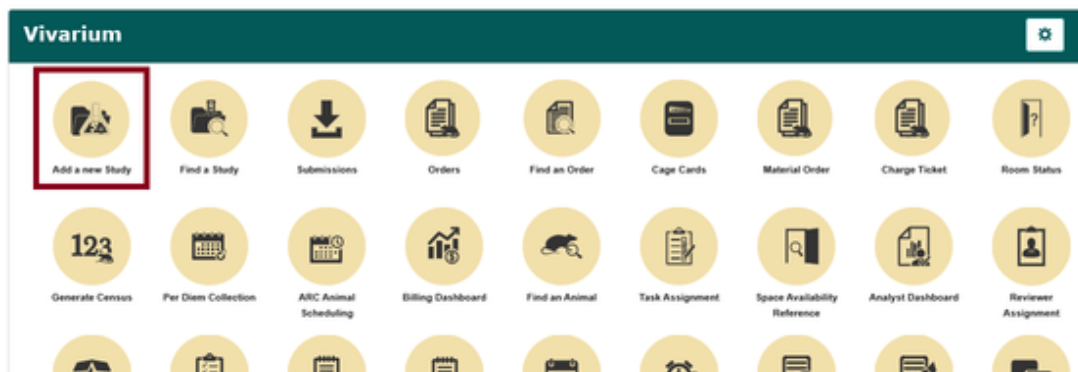 Vivarium
Add a new Study
Find a Study
Submissions
Orders
Find an Order
Cage Cards
Material Order
Charge Ticket
?
Room Status
123
Generate Census
Per Diem Collection
ARC Animal
Scheduling
$
Billing Dashboard
Find an Animal
Task Assignment
Space Availability
Reference
Analyst Dashboard
Reviewer
Assignment